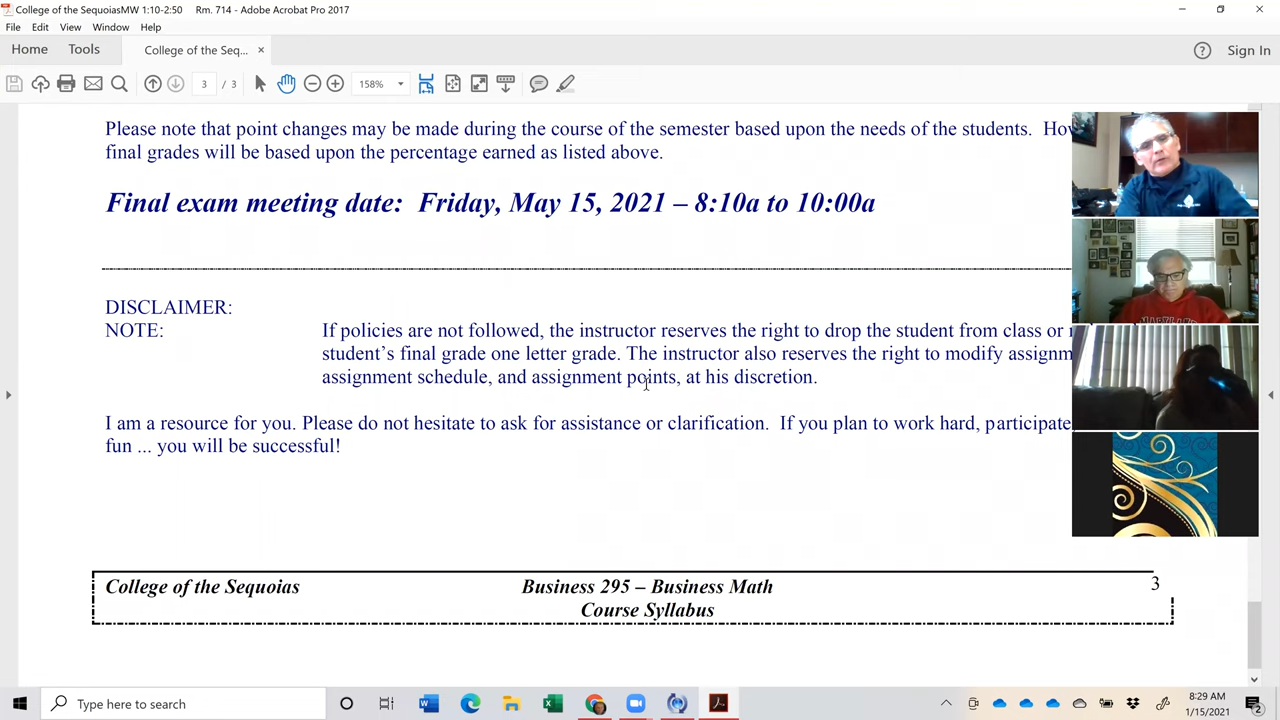 College of the SequoiasMW 1:10-2:50 Rm. 714 - Adobe Acrobat Pro 2017
File Edit View Window Help
Home Tools College of the Seq... × ? Sign In
3 / 3 158%
Please note that point changes may be made during the course of the semester based upon the needs of the students. Ho
final grades will be based upon the percentage earned as listed above.
Final exam meeting date: Friday, May 15, 2021 – 8:10a to 10:00a
DISCLAIMER:
NOTE: If policies are not followed, the instructor reserves the right to drop the student from class or
student’s final grade one letter grade. The instructor also reserves the right to modify assignm
assignment schedule, and assignment points, at his discretion.
I am a resource for you. Please do not hesitate to ask for assistance or clarification. If you plan to work hard, participate
fun ... you will be successful!
College of the Sequoias Business 295 – Business Math 3
Course Syllabus
Type here to search
8:29 AM
1/15/2021
2